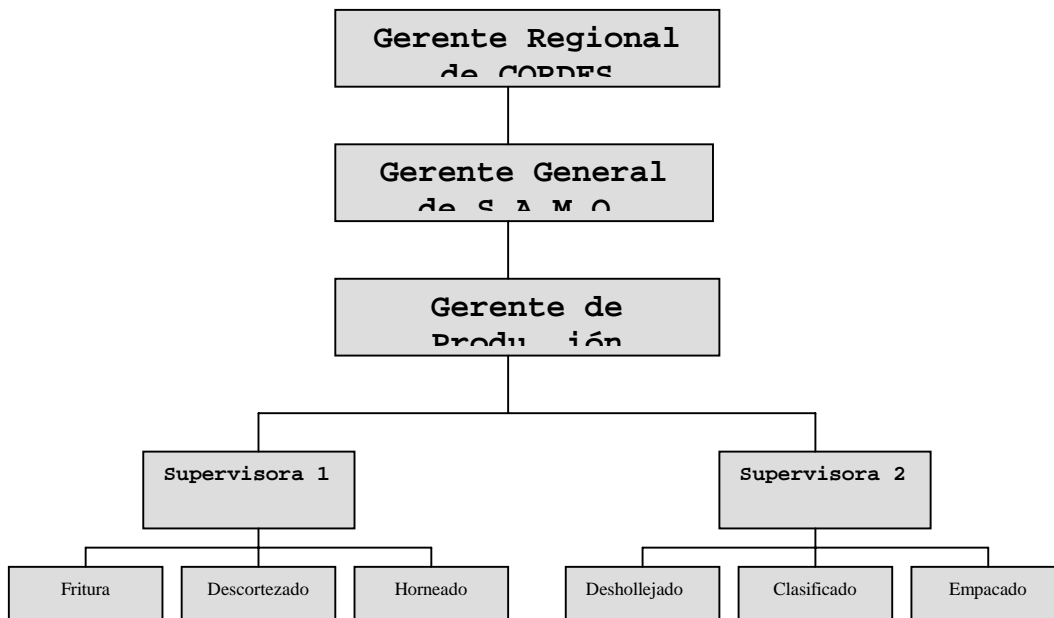 Gerente Regional
de CORDES
Gerente General
de S.A.M.O.
Gerente de
Producción
Supervisora 1
Supervisora 2
Fritura
Descortezado
Horneado
Deshollejado
Clasificado
Empacado